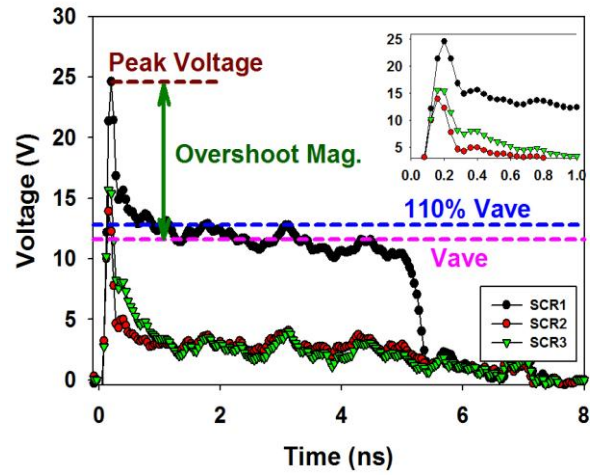 30
25
20
15
10
5
0
Voltage (V)
0 2 4 6 8
Time (ns)
Peak Voltage
Overshoot Mag.
110% Vave
Vave
25
20
15
10
5
0.0 0.2 0.4 0.6 0.8 1.0
SCR1
SCR2
SCR3